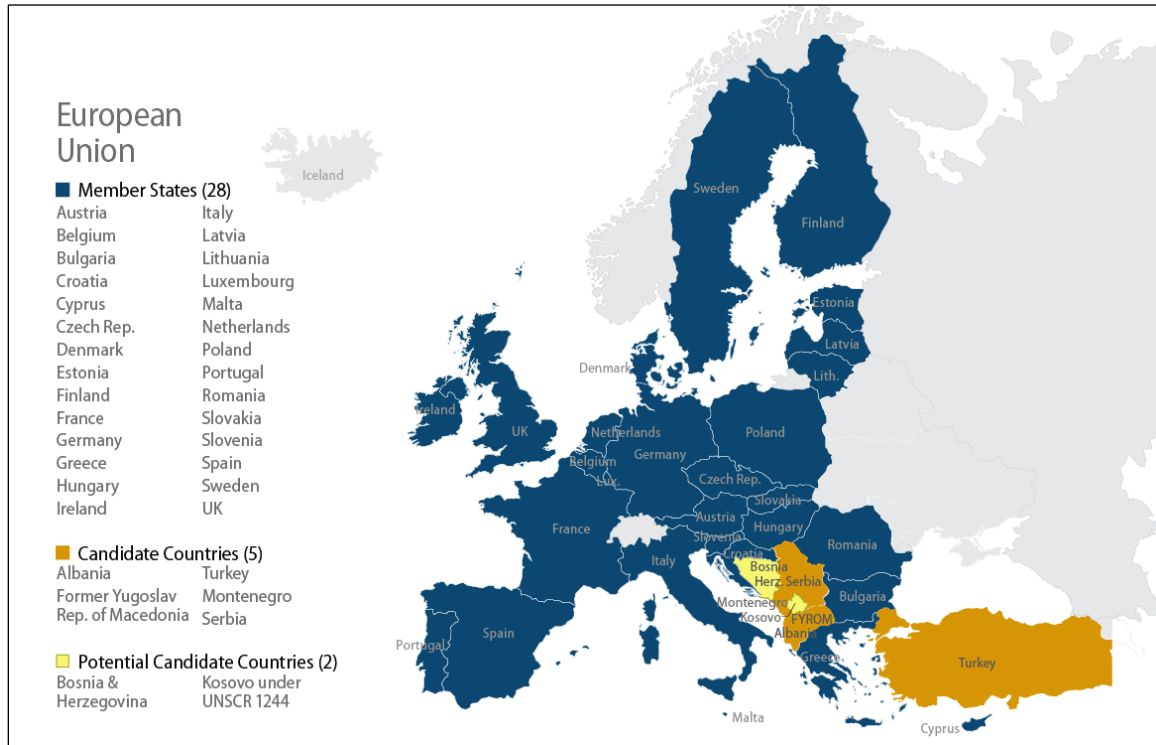 European
Union
Member States (28)
Austria
Belgium
Bulgaria
Croatia
Cyprus
Czech Rep.
Denmark
Estonia
Finland
France
Germany
Greece
Hungary
Ireland
Italy
Latvia
Lithuania
Luxembourg
Malta
Netherlands
Poland
Portugal
Romania
Slovakia
Slovenia
Spain
Sweden
UK
Candidate Countries (5)
Albania
Former Yugoslav
Rep. of Macedonia
Turkey
Montenegro
Serbia
Potential Candidate Countries (2)
Bosnia &
Herzegovina
Kosovo under
UNSCR 1244
Iceland
Sweden
Finland
Estonia
Latvia
Lith.
Denmark
Ireland
UK
Netherlands
Belgium
Lux.
Germany
Poland
Czech Rep.
Slovakia
Austria
Hungary
Slovenia
Croatia
France
Italy
Romania
Bosnia
Herz.
Serbia
Montenegro
Kosovo
FYROM
Albania
Bulgaria
Greece
Portugal
Spain
Turkey
Malta
Cyprus